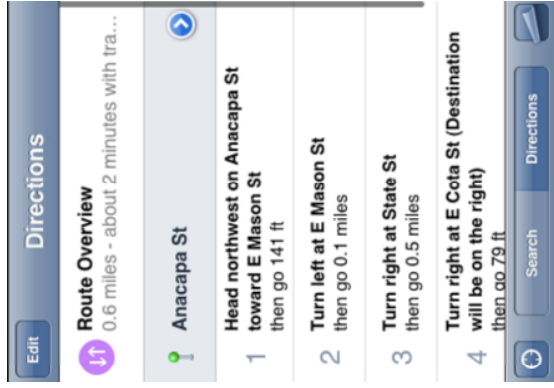 Edit
Directions
Route Overview
0.6 miles - about 2 minutes with tra...
Anacapa St
1
Head northwest on Anacapa St
toward E Mason St
then go 141 ft
2
Turn left at E Mason St
then go 0.1 miles
3
Turn right at State St
then go 0.5 miles
4
Turn right at E Cota St (Destination
will be on the right)
then go 79 ft
Search
Directions